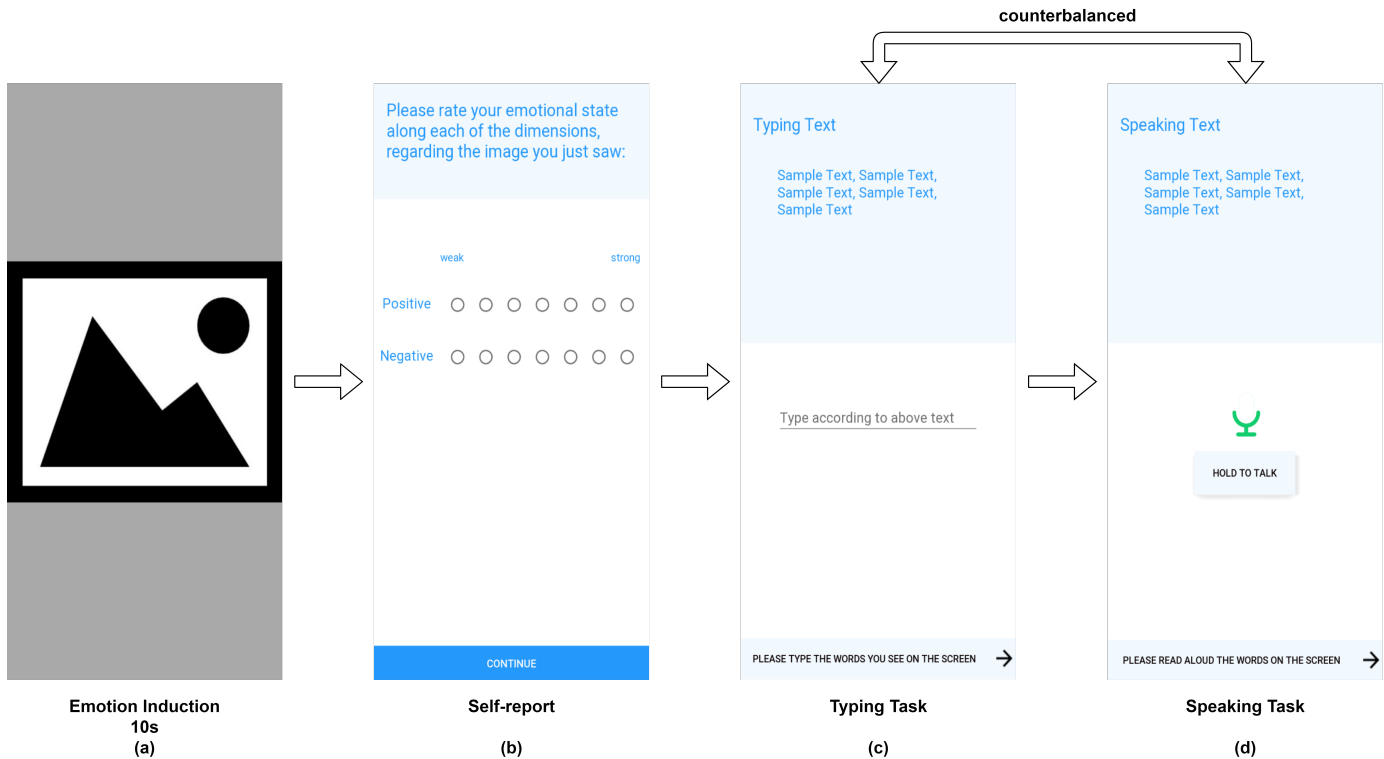 counterbalanced
Please rate your emotional state
along each of the dimensions,
regarding the image you just saw:
weak
strong
Positive
Negative
CONTINUE
Typing Text
Sample Text, Sample Text,
Sample Text, Sample Text,
Sample Text
Type according to above text
PLEASE TYPE THE WORDS YOU SEE ON THE SCREEN
Speaking Text
Sample Text, Sample Text,
Sample Text, Sample Text,
Sample Text
HOLD TO TALK
PLEASE READ ALOUD THE WORDS ON THE SCREEN
Emotion Induction
10s
(a)
Self-report
(b)
Typing Task
(c)
Speaking Task
(d)